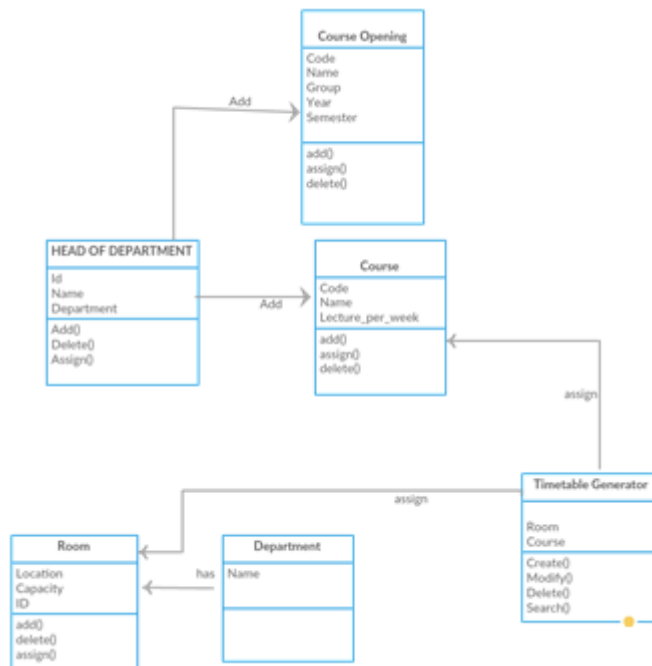 Course Opening
Code
Name
Group
Year
Semester
add()
assign()
delete()
Add
HEAD OF DEPARTMENT
Id
Name
Department
Add()
Delete()
Assign()
Add
Course
Code
Name
Lecture_per_week
add()
assign()
delete()
assign
Timetable Generator
Room
Course
Create()
Modify()
Delete()
Search()
assign
Room
Location
Capacity
ID
add()
delete()
assign()
has
Department
Name